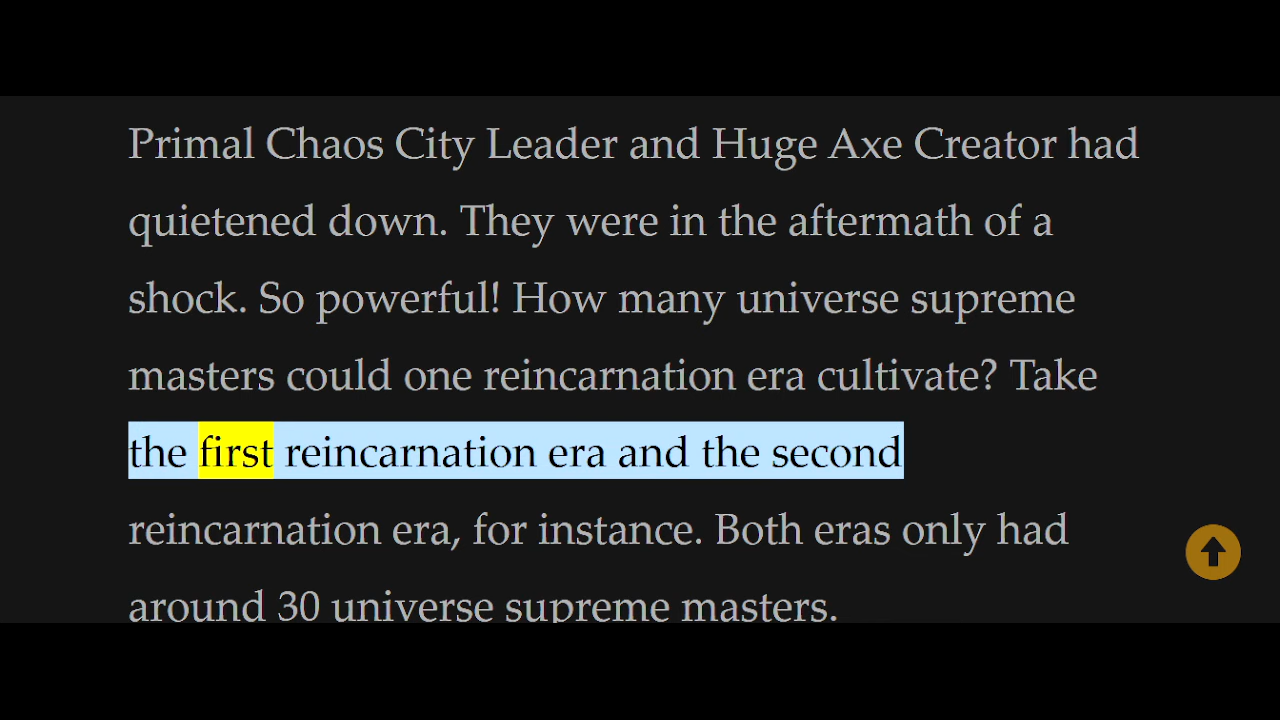 Primal Chaos City Leader and Huge Axe Creator had
quietened down. They were in the aftermath of a
shock. So powerful! How many universe supreme
masters could one reincarnation era cultivate? Take
the first reincarnation era and the second
reincarnation era, for instance. Both eras only had
around 30 universe supreme masters.